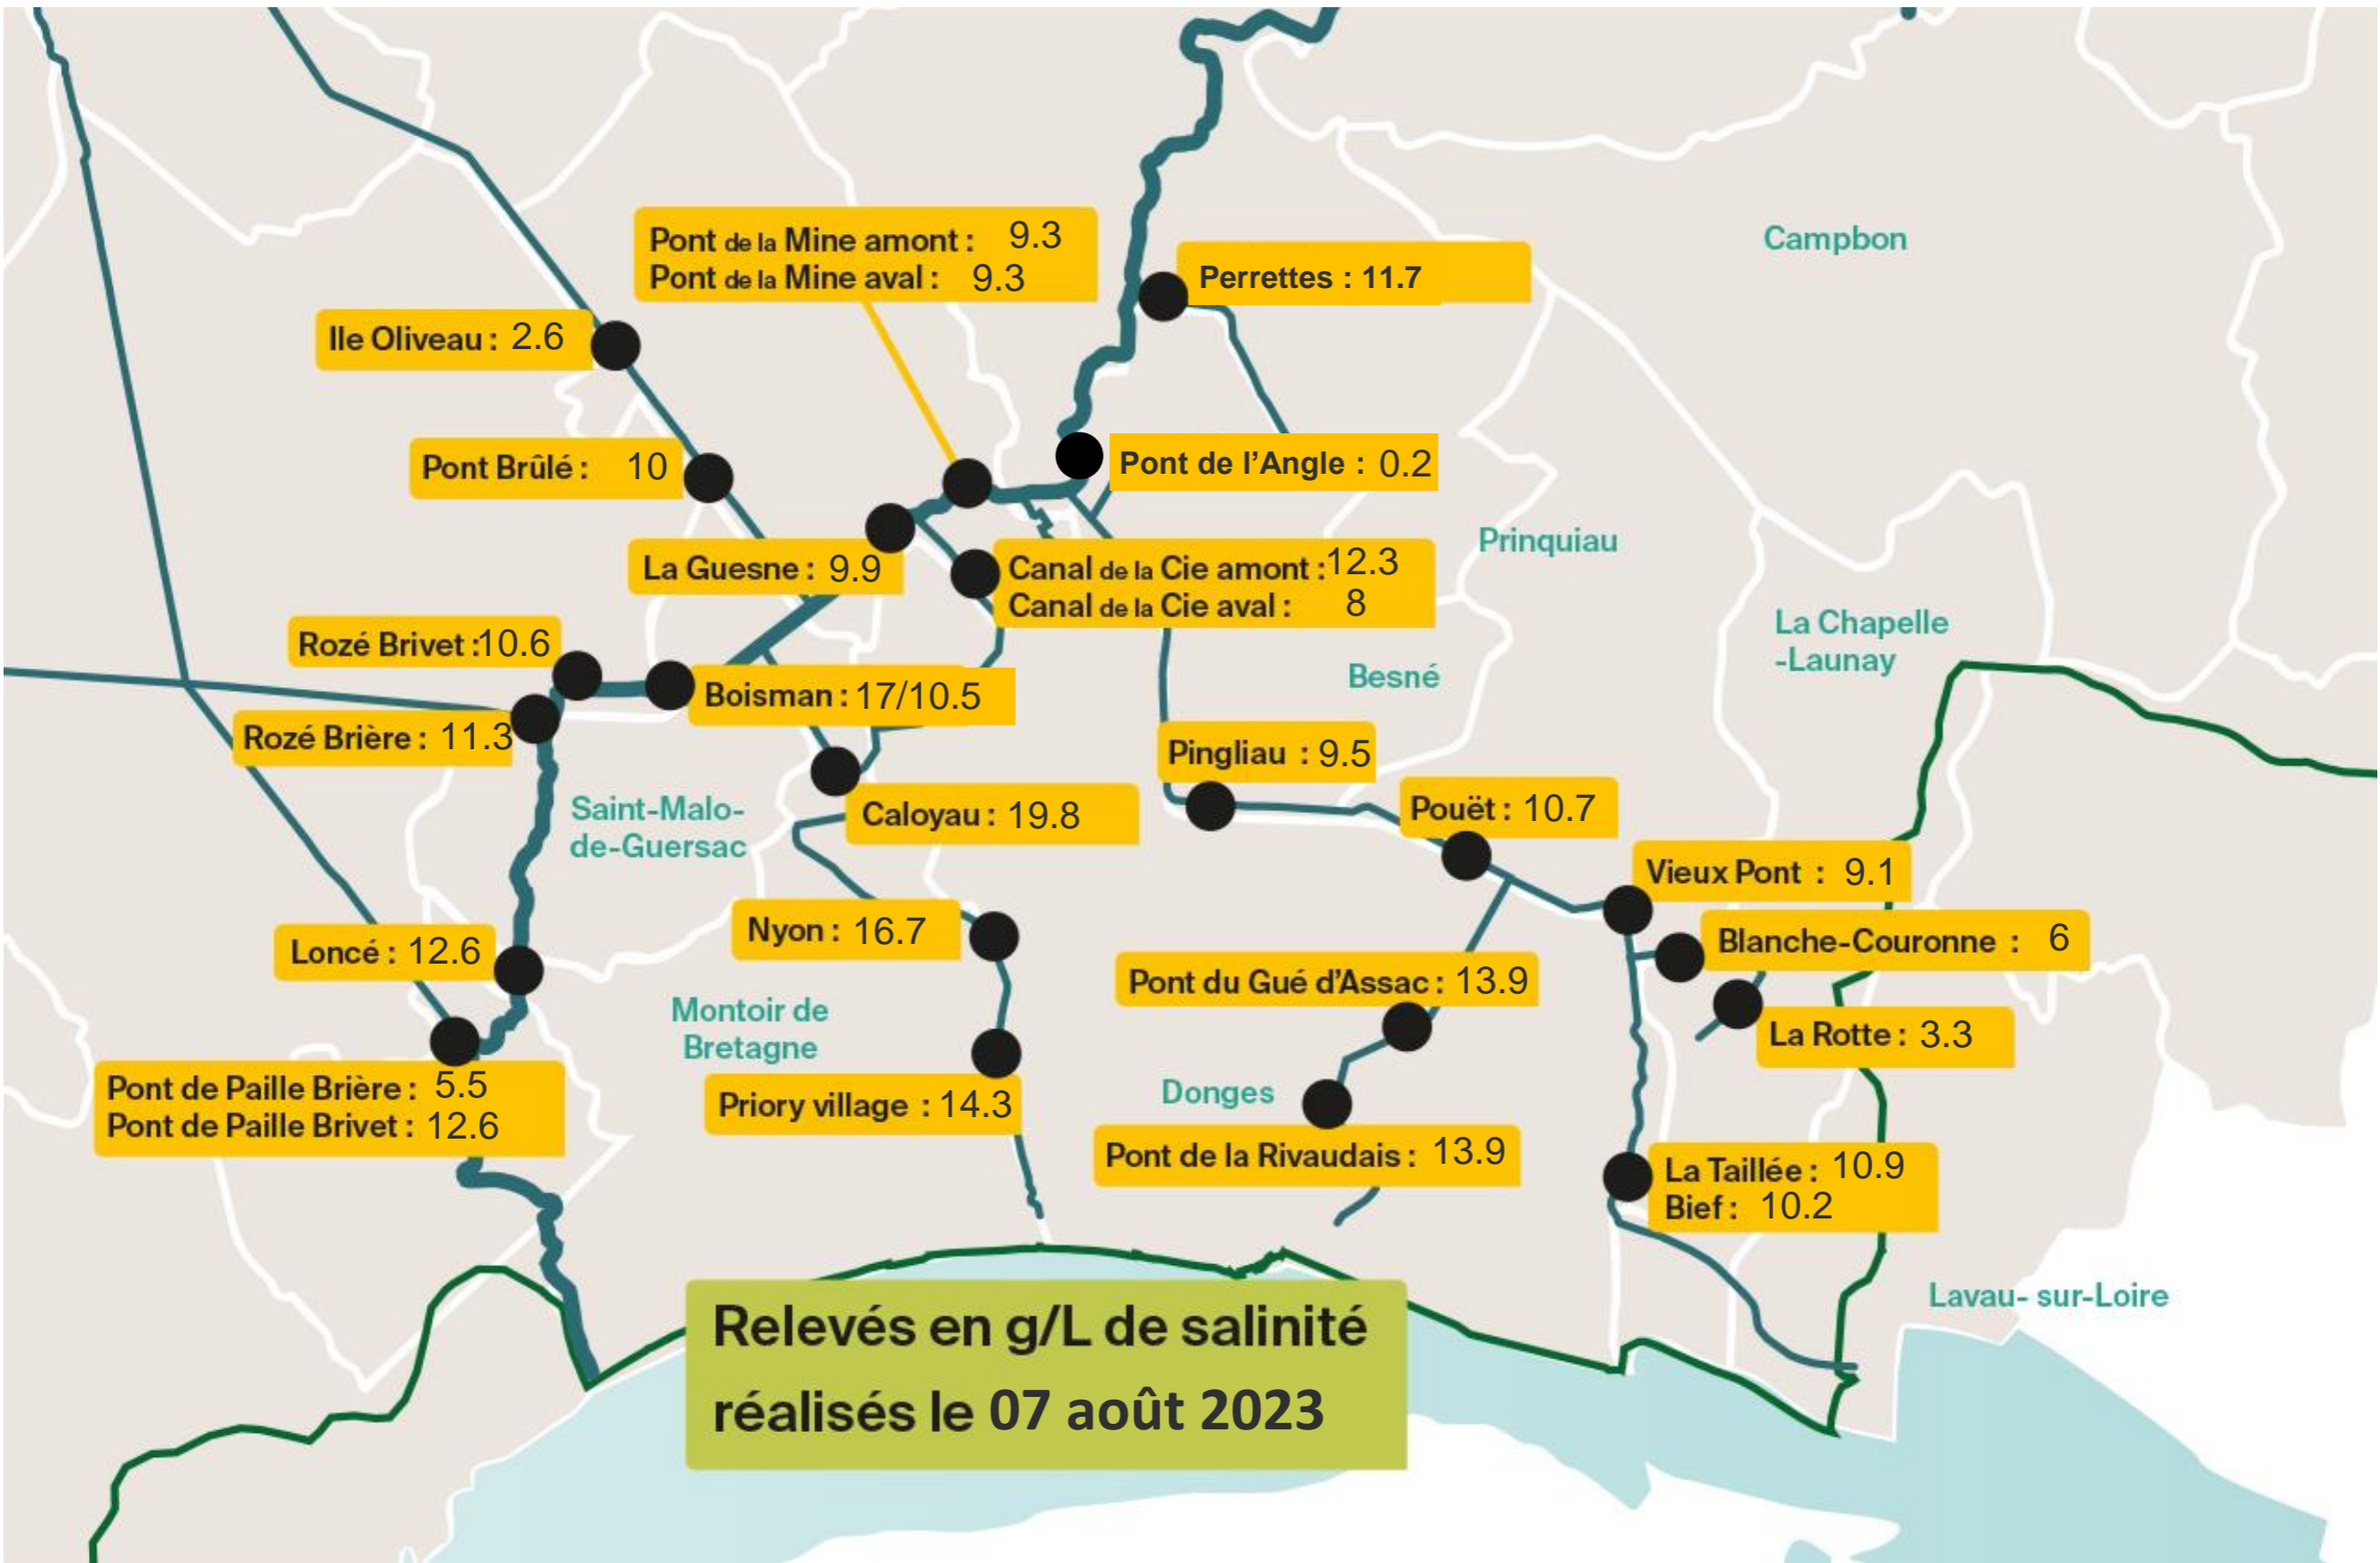 Pont de la Mine amont : 9.3
Pont de la Mine aval : 9.3
Campbon
Perrettes : 11.7
Ile Oliveau : 2.6
Pont Brûlé : 10
Pont de l'Angle : 0.2
Prinquiau
La Guesne : 9.9
Canal de la Cie amont :12.3
Canal de la Cie aval : 8
La Chapelle
-Launay
Rozé Brivet :10.6
Besné
Boisman : 17/10.5
Rozé Brière : 11.3
Pingliau : 9.5
Saint-Malo-
de-Guersac
Caloyau : 19.8
Pouët : 10.7
Vieux Pont : 9.1
Nyon : 16.7
Blanche-Couronne : 6
Loncé : 12.6
Pont du Gué d'Assac : 13.9
Montoir de
Bretagne
La Rotte : 3.3
Pont de Paille Brière : 5.5
Pont de Paille Brivet : 12.6
Priory village : 14.3
Donges
Pont de la Rivaudais : 13.9
La Taillée : 10.9
Bief : 10.2
Lavau- sur-Loire
Relevés en g/L de salinité
réalisés le 07 août 2023